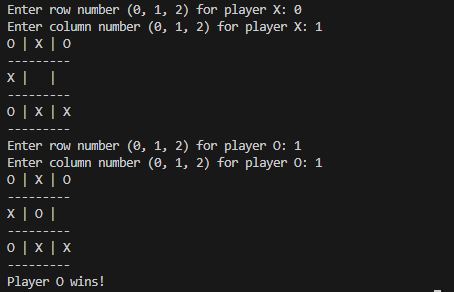 Enter row number (0, 1, 2) for player X: 0
Enter column number (0, 1, 2) for player X: 1
O | X | O
---------
X |   |
---------
O | X | X
---------
Enter row number (0, 1, 2) for player O: 1
Enter column number (0, 1, 2) for player O: 1
O | X | O
---------
X | O |
---------
O | X | X
---------
Player O wins!